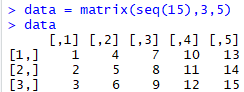 > data = matrix(seq(15),3,5)
> data
     [,1] [,2] [,3] [,4] [,5]
[1,]    1    4    7   10   13
[2,]    2    5    8   11   14
[3,]    3    6    9   12   15